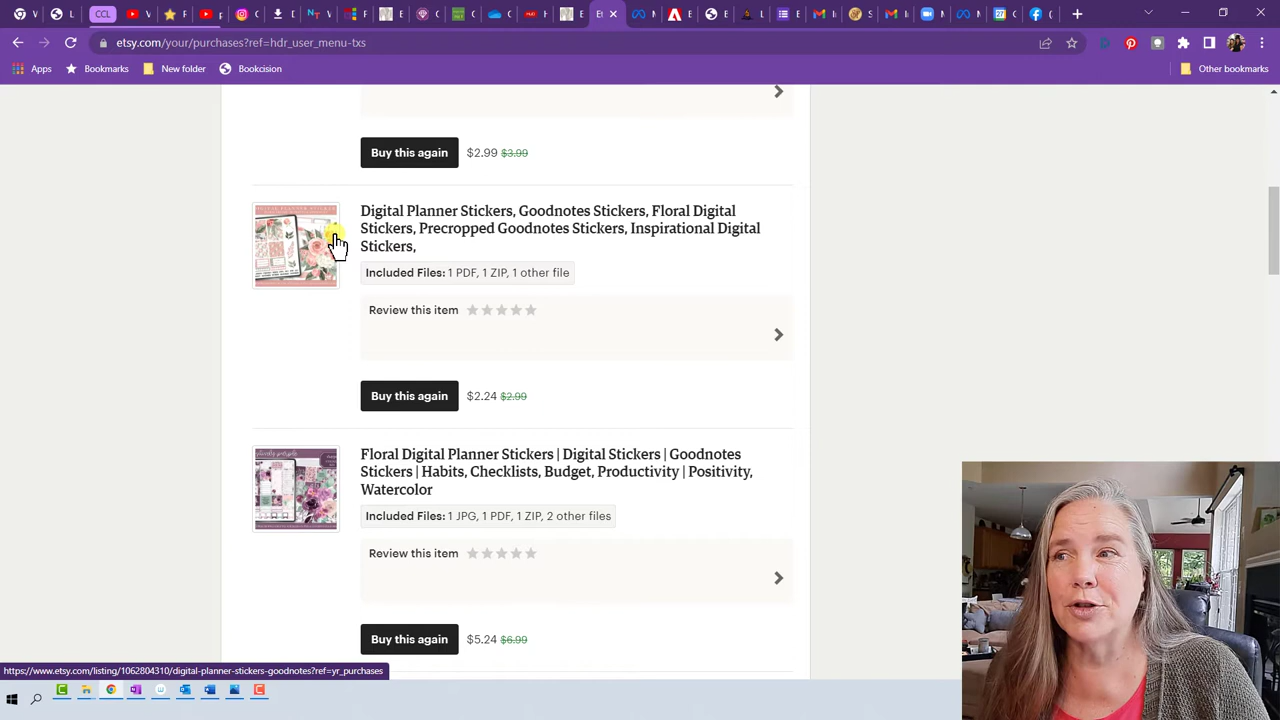 CCL
etsy.com/your/purchases?ref=hdr_user_menu-txs
Apps
Bookmarks
New folder
Bookcision
Other bookmarks
Buy this again
$2.99 $3.99
Digital Planner Stickers, Goodnotes Stickers, Floral Digital
Stickers, Precropped Goodnotes Stickers, Inspirational Digital
Stickers,
Included Files: 1 PDF, 1 ZIP, 1 other file
Review this item
Buy this again
$2.24 $2.99
Floral Digital Planner Stickers | Digital Stickers | Goodnotes
Stickers | Habits, Checklists, Budget, Productivity | Positivity,
Watercolor
Included Files: 1 JPG, 1 PDF, 1 ZIP, 2 other files
Review this item
Buy this again
$5.24 $6.99
https://www.etsy.com/listing/1062804310/digital-planner-stickers-goodnotes?ref=yr_purchases